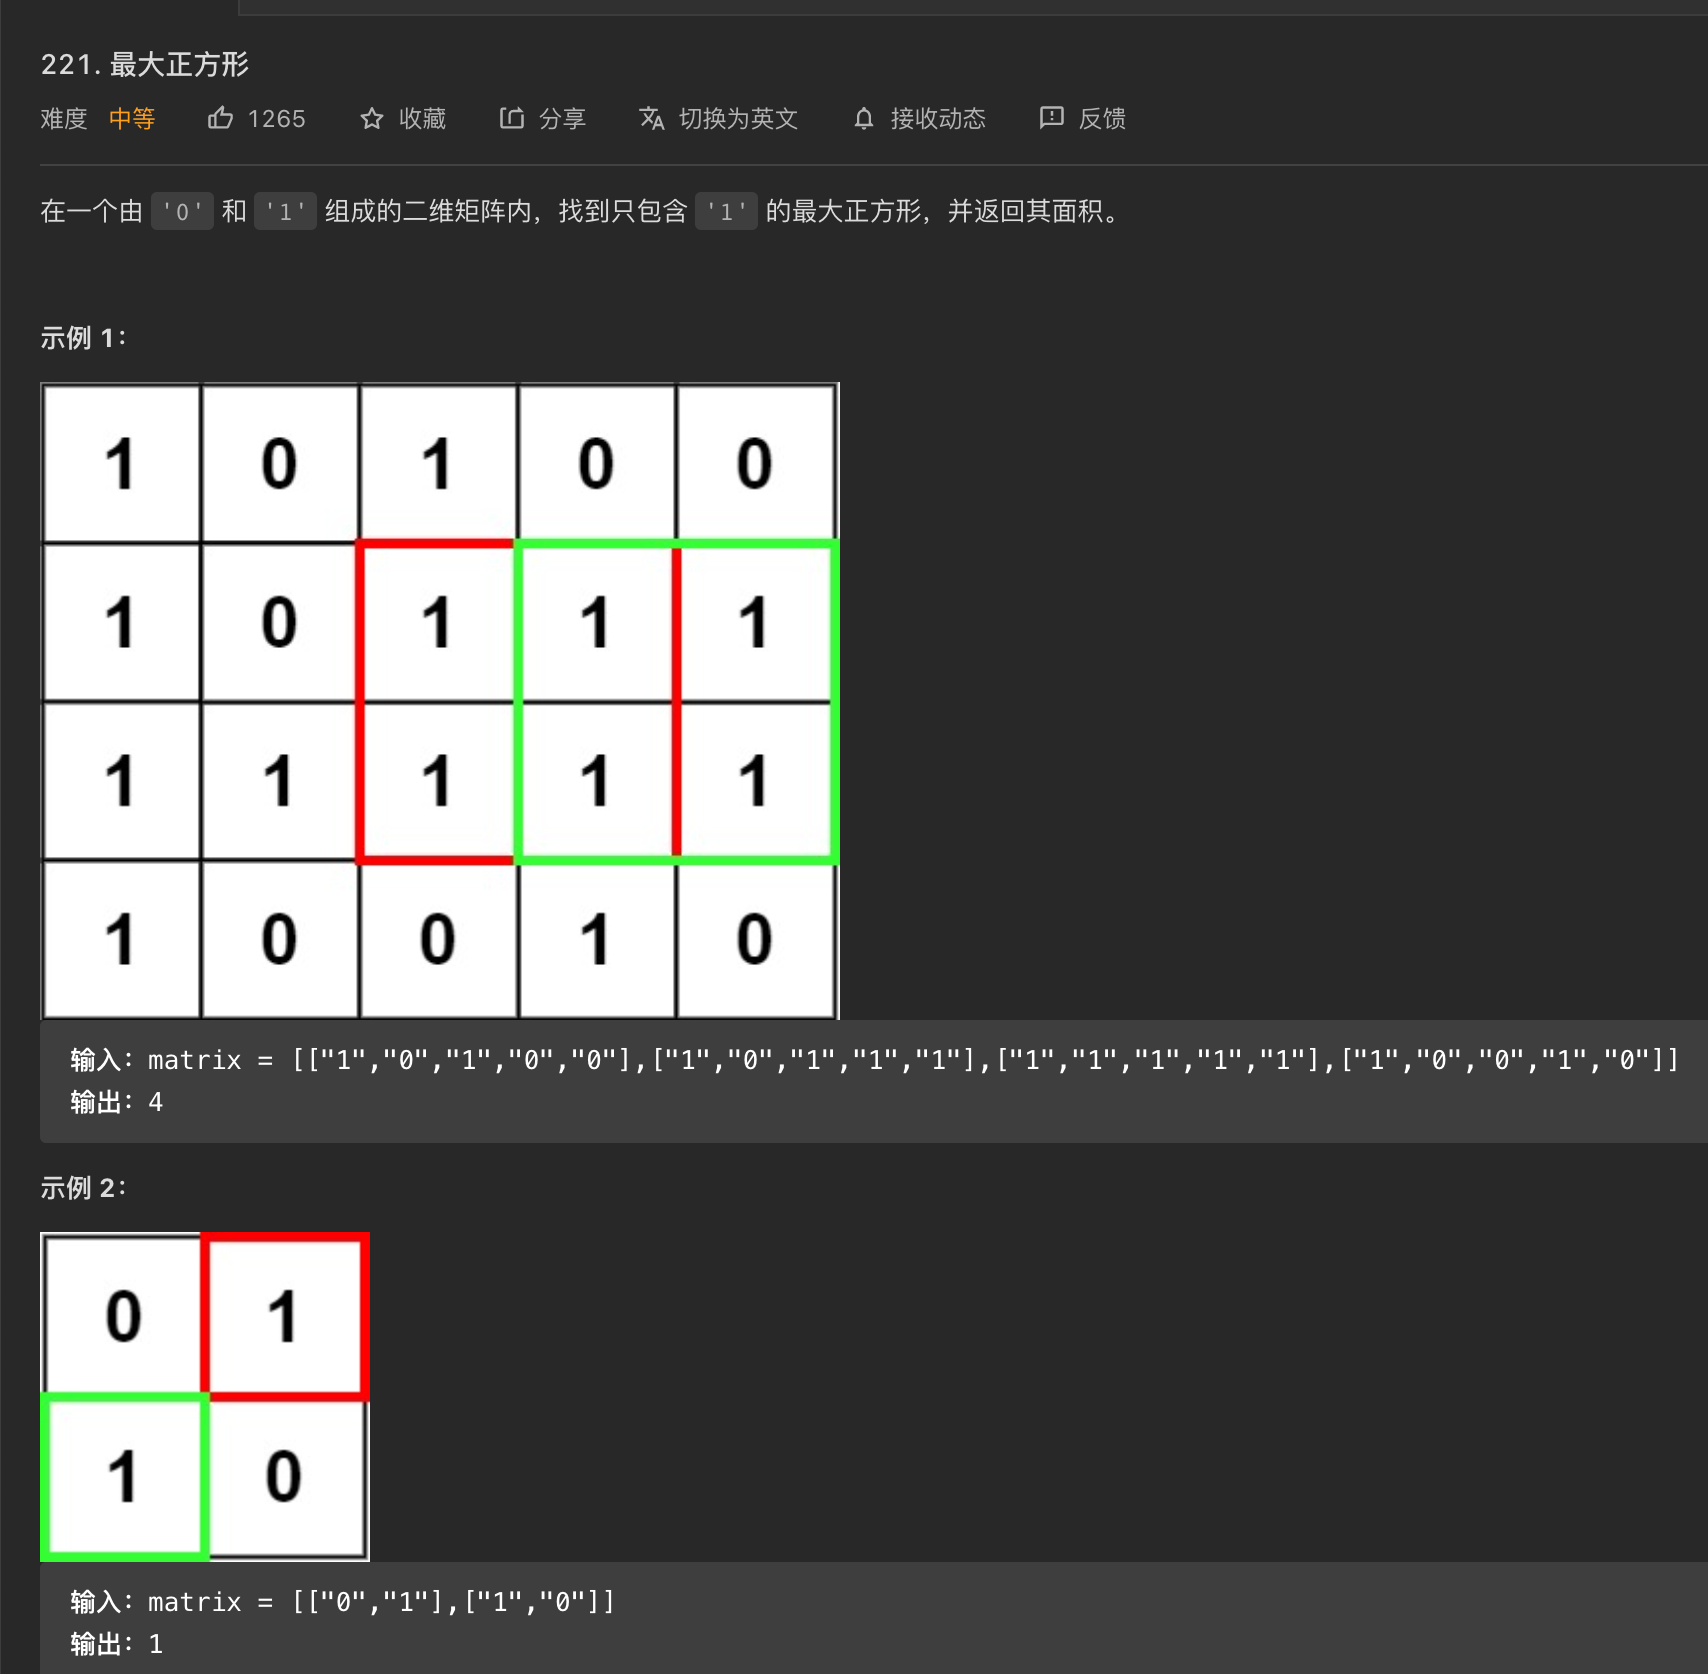 221. 最大正方形
难度 中等 1265 收藏 分享 切换为英文 接收动态 反馈
在一个由 '0' 和 '1' 组成的二维矩阵内，找到只包含 '1' 的最大正方形，并返回其面积。
示例 1：
1 0 1 0 0
1 0 1 1 1
1 1 1 1 1
1 0 0 1 0
输入：matrix = [["1","0","1","0","0"],["1","0","1","1","1"],["1","1","1","1","1"],["1","0","0","1","0"]]
输出：4
示例 2：
0 1
1 0
输入：matrix = [["0","1"],["1","0"]]
输出：1